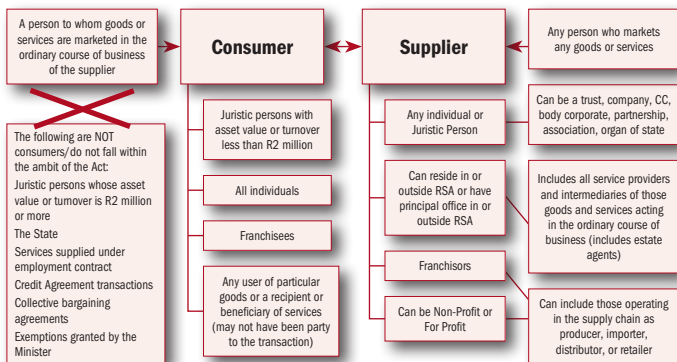 A person to whom goods or
services are marketed in the
ordinary course of business
of the supplier
Consumer
Supplier
Any person who markets
any goods or services
The following are NOT
consumers/do not fall within
the ambit of the Act:
Juristic persons whose asset
value or turnover is R2 million
or more
The State
Services supplied under
employment contract
Credit Agreement transactions
Collective bargaining
agreements
Exemptions granted by the
Minister
Juristic persons with
asset value or turnover
less than R2 million
All individuals
Franchisees
Any user of particular
goods or a recipient or
beneficiary of services
(may not have been party
to the transaction)
Any individual or
Juristic Person
Can reside in or
outside RSA or have
principal office in or
outside RSA
Franchisors
Can be Non-Profit or
For Profit
Can be a trust, company, CC,
body corporate, partnership,
association, organ of state
Includes all service providers
and intermediaries of those
goods and services acting
in the ordinary course of
business (includes estate
agents)
Can include those operating
in the supply chain as
producer, importer,
distributor, or retailer